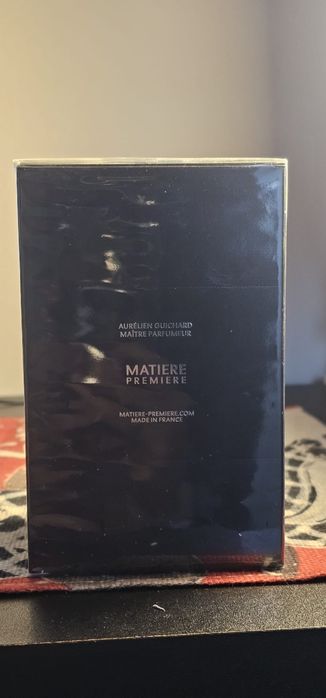 AURÉLIEN GUICHARD
MAÎTRE PARFUMEUR
MATIERE
PREMIERE
MATIERE-PREMIERE.COM
MADE IN FRANCE